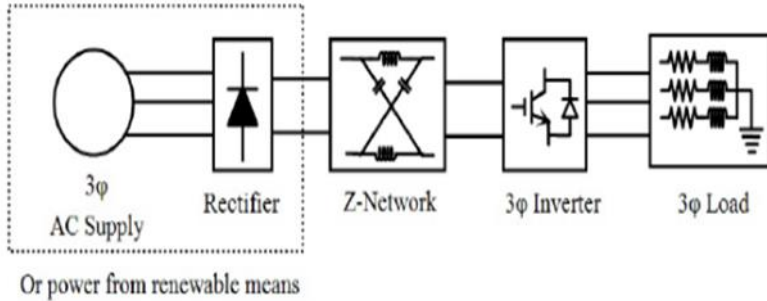 3φ
AC Supply
Rectifier
Z-Network
3φ Inverter
3φ Load
Or power from renewable means